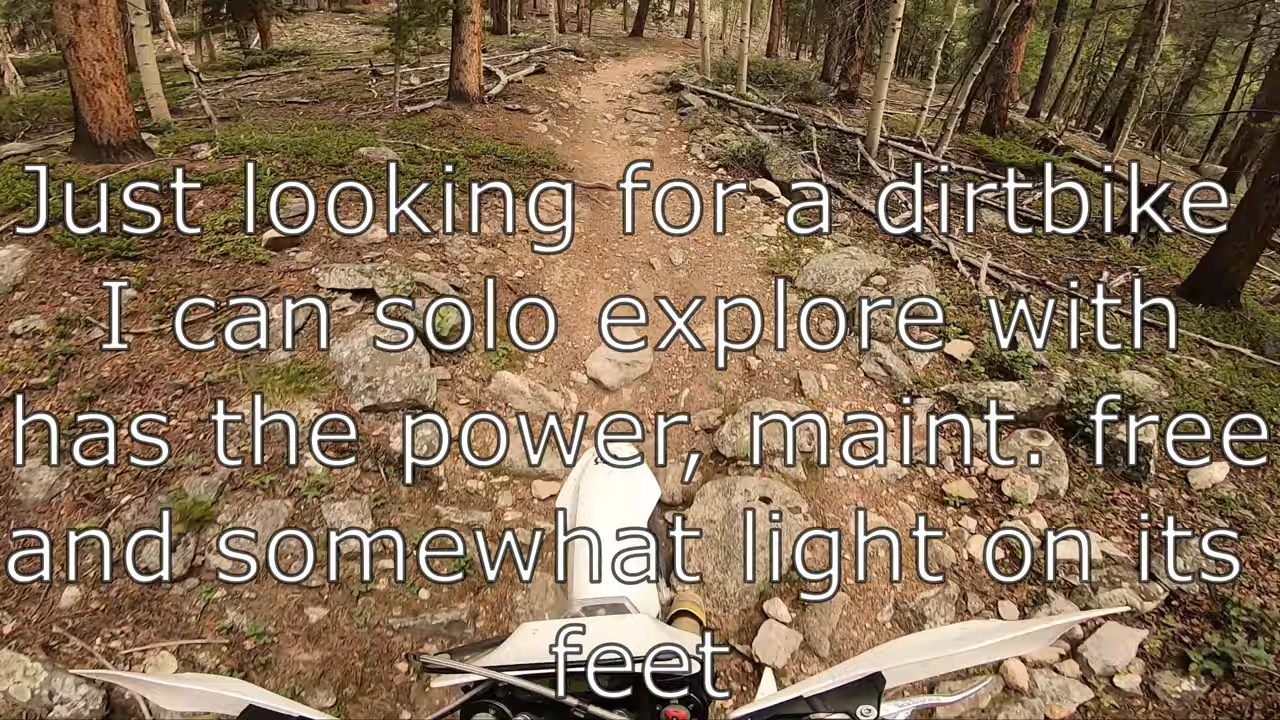 Just looking for a dirtbike
I can solo explore with
has the power, maint. free
and somewhat light on its
feet